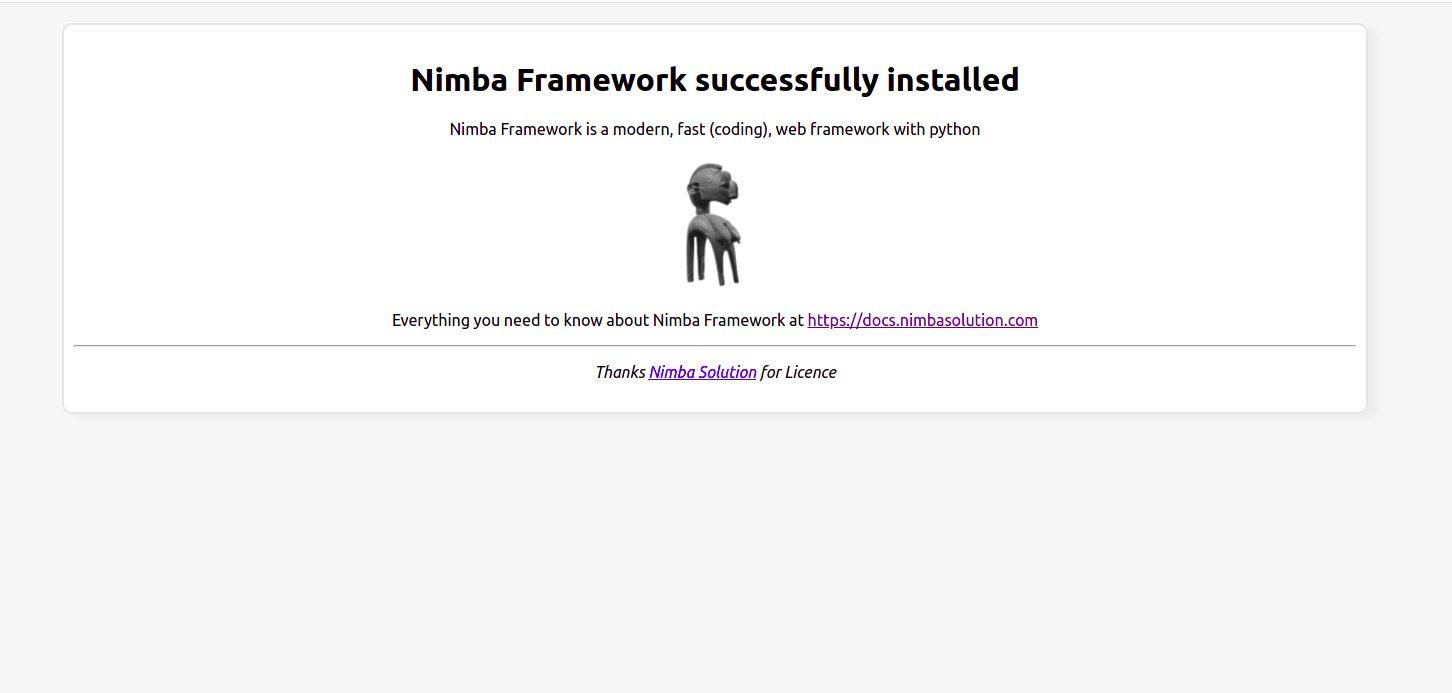 Nimba Framework successfully installed
Nimba Framework is a modern, fast (coding), web framework with python
Everything you need to know about Nimba Framework at https://docs.nimbasolution.com
Thanks Nimba Solution for Licence